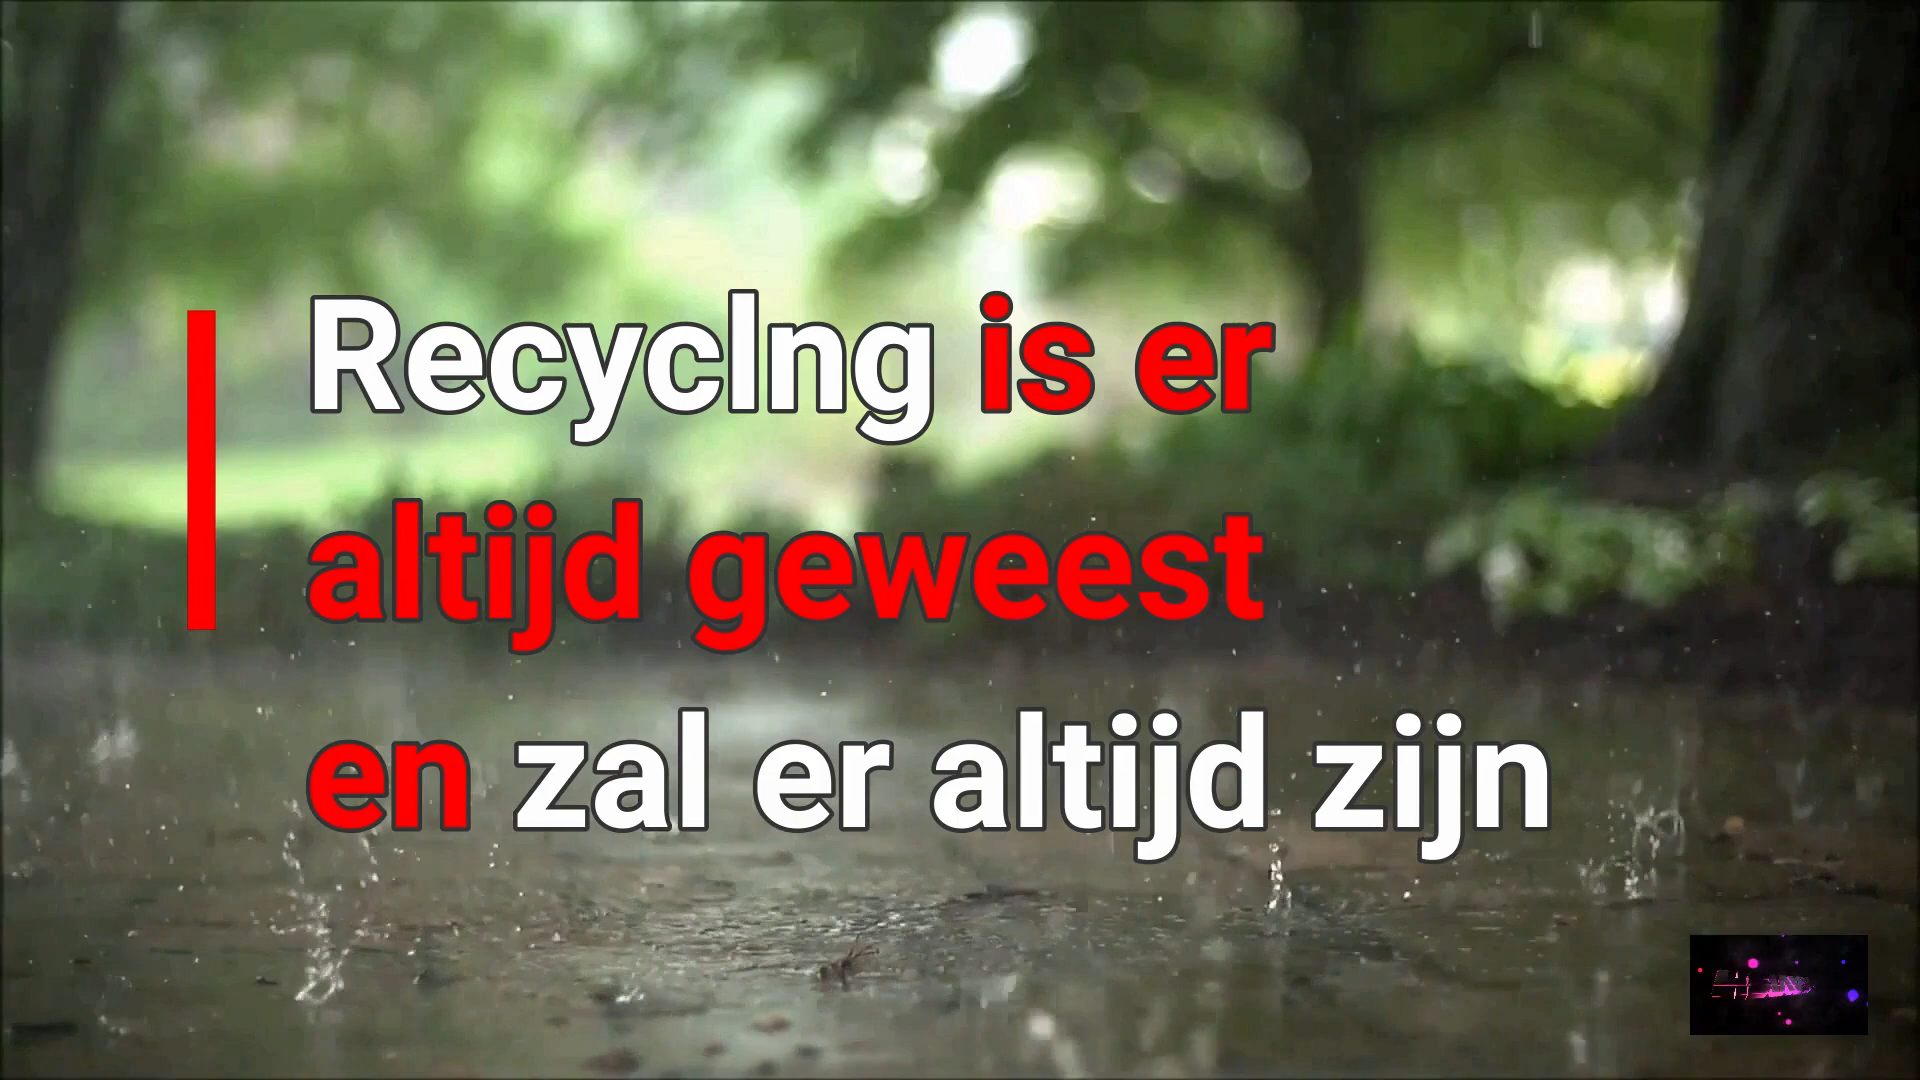 Recyclng is er
altijd geweest
en zal er altijd zijn